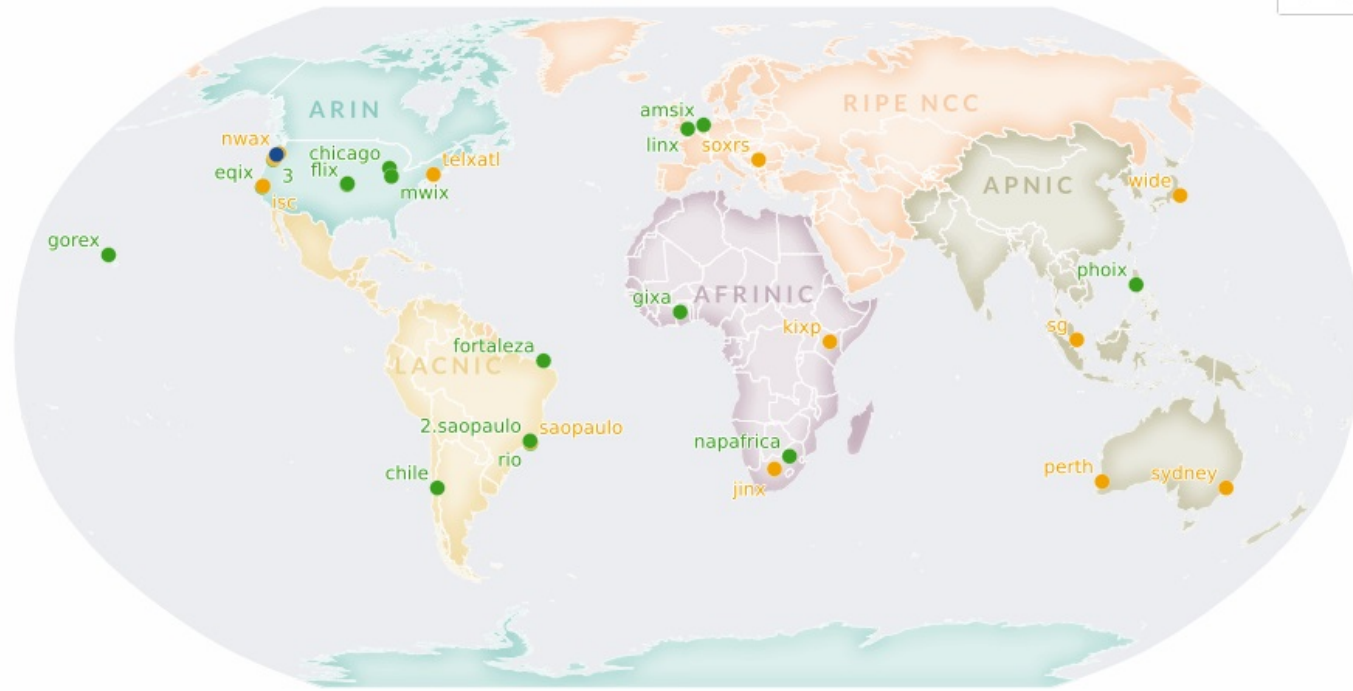 ARIN
RIPE NCC
amsix
linx
soxrs
nwax
chicago
telxatl
flix
eqix
3
mwix
isc
APNIC
wide
gorex
phoix
gixa
AFRINIC
kixp
sg
fortaleza
LACNIC
2.saopaulo
saopaulo
rio
napafrica
chile
jinx
perth
sydney